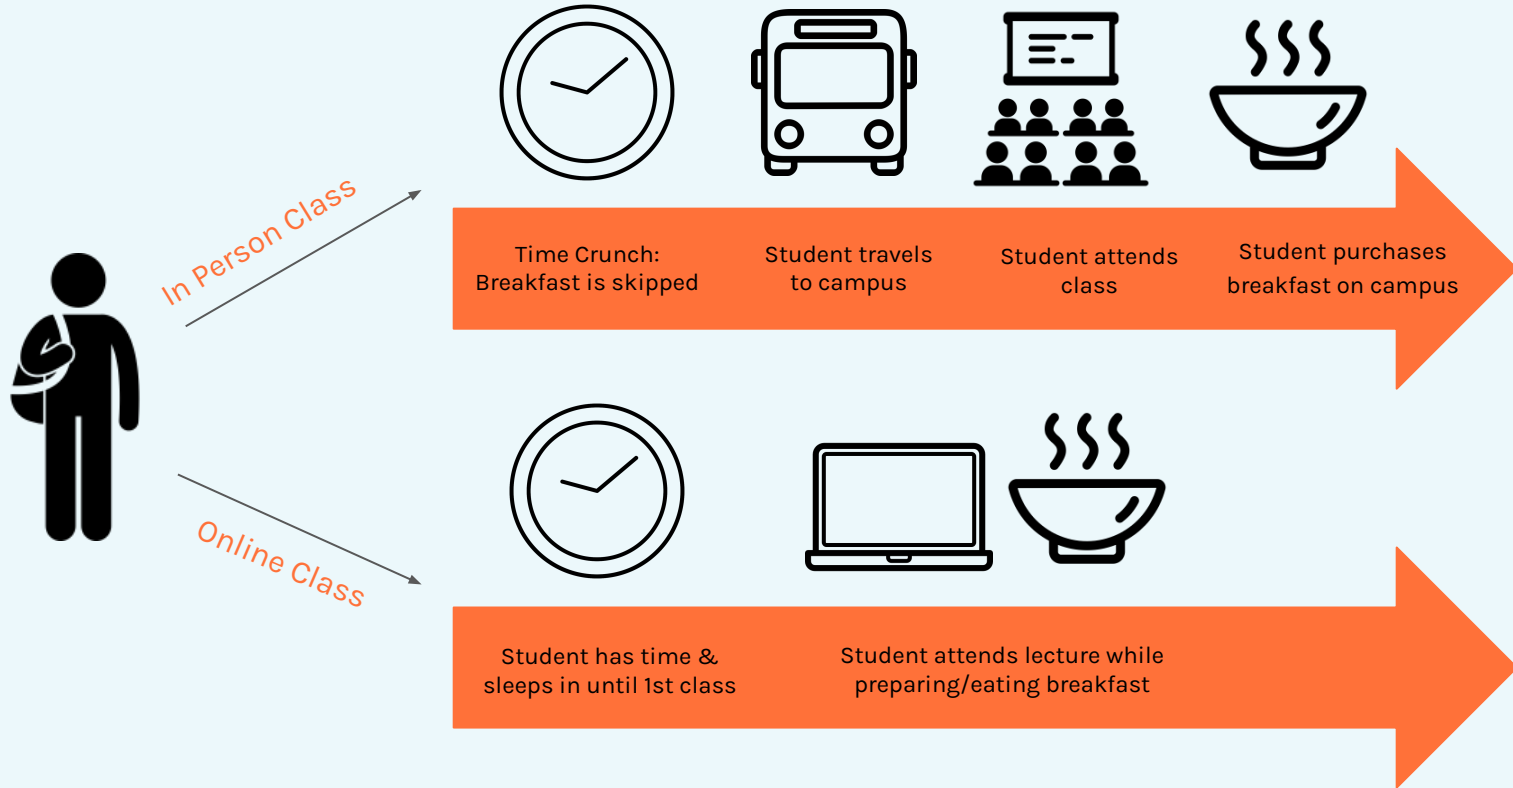 In Person Class
Time Crunch:
Breakfast is skipped
Student travels
to campus
Student attends
class
Student purchases
breakfast on campus
Online Class
Student has time &
sleeps in until 1st class
Student attends lecture while
preparing/eating breakfast